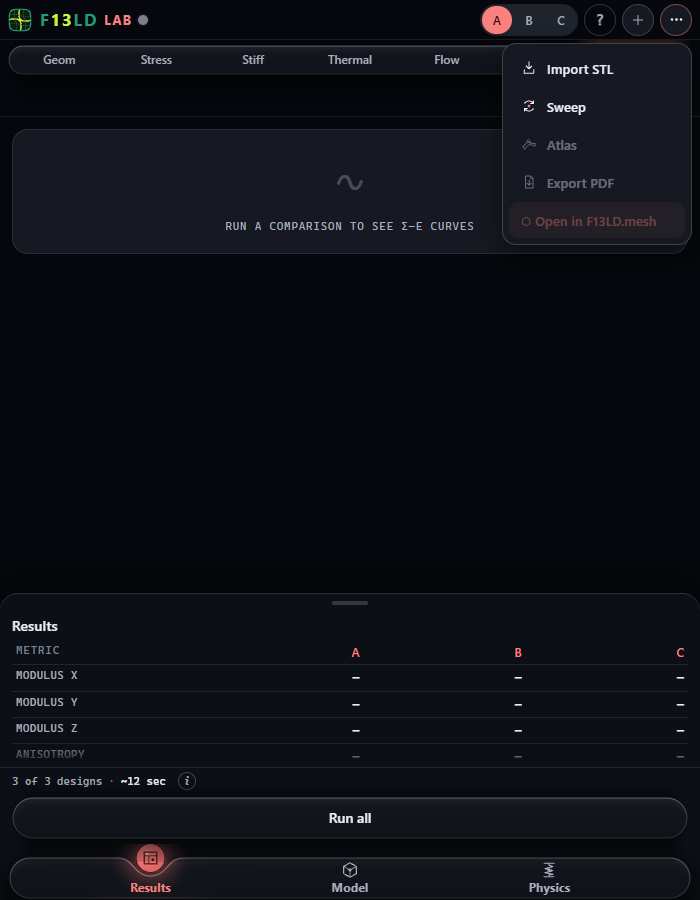 F13LD LAB
A B C ? + ...
Geom Stress Stiff Thermal Flow
Import STL
Sweep
Atlas
Export PDF
Open in F13LD.mesh
RUN A COMPARISON TO SEE Σ–Ε CURVES
Results
METRIC A B C
MODULUS X – – –
MODULUS Y – – –
MODULUS Z – – –
ANISOTROPY – – –
3 of 3 designs · ~12 sec i
Run all
Results Model Physics